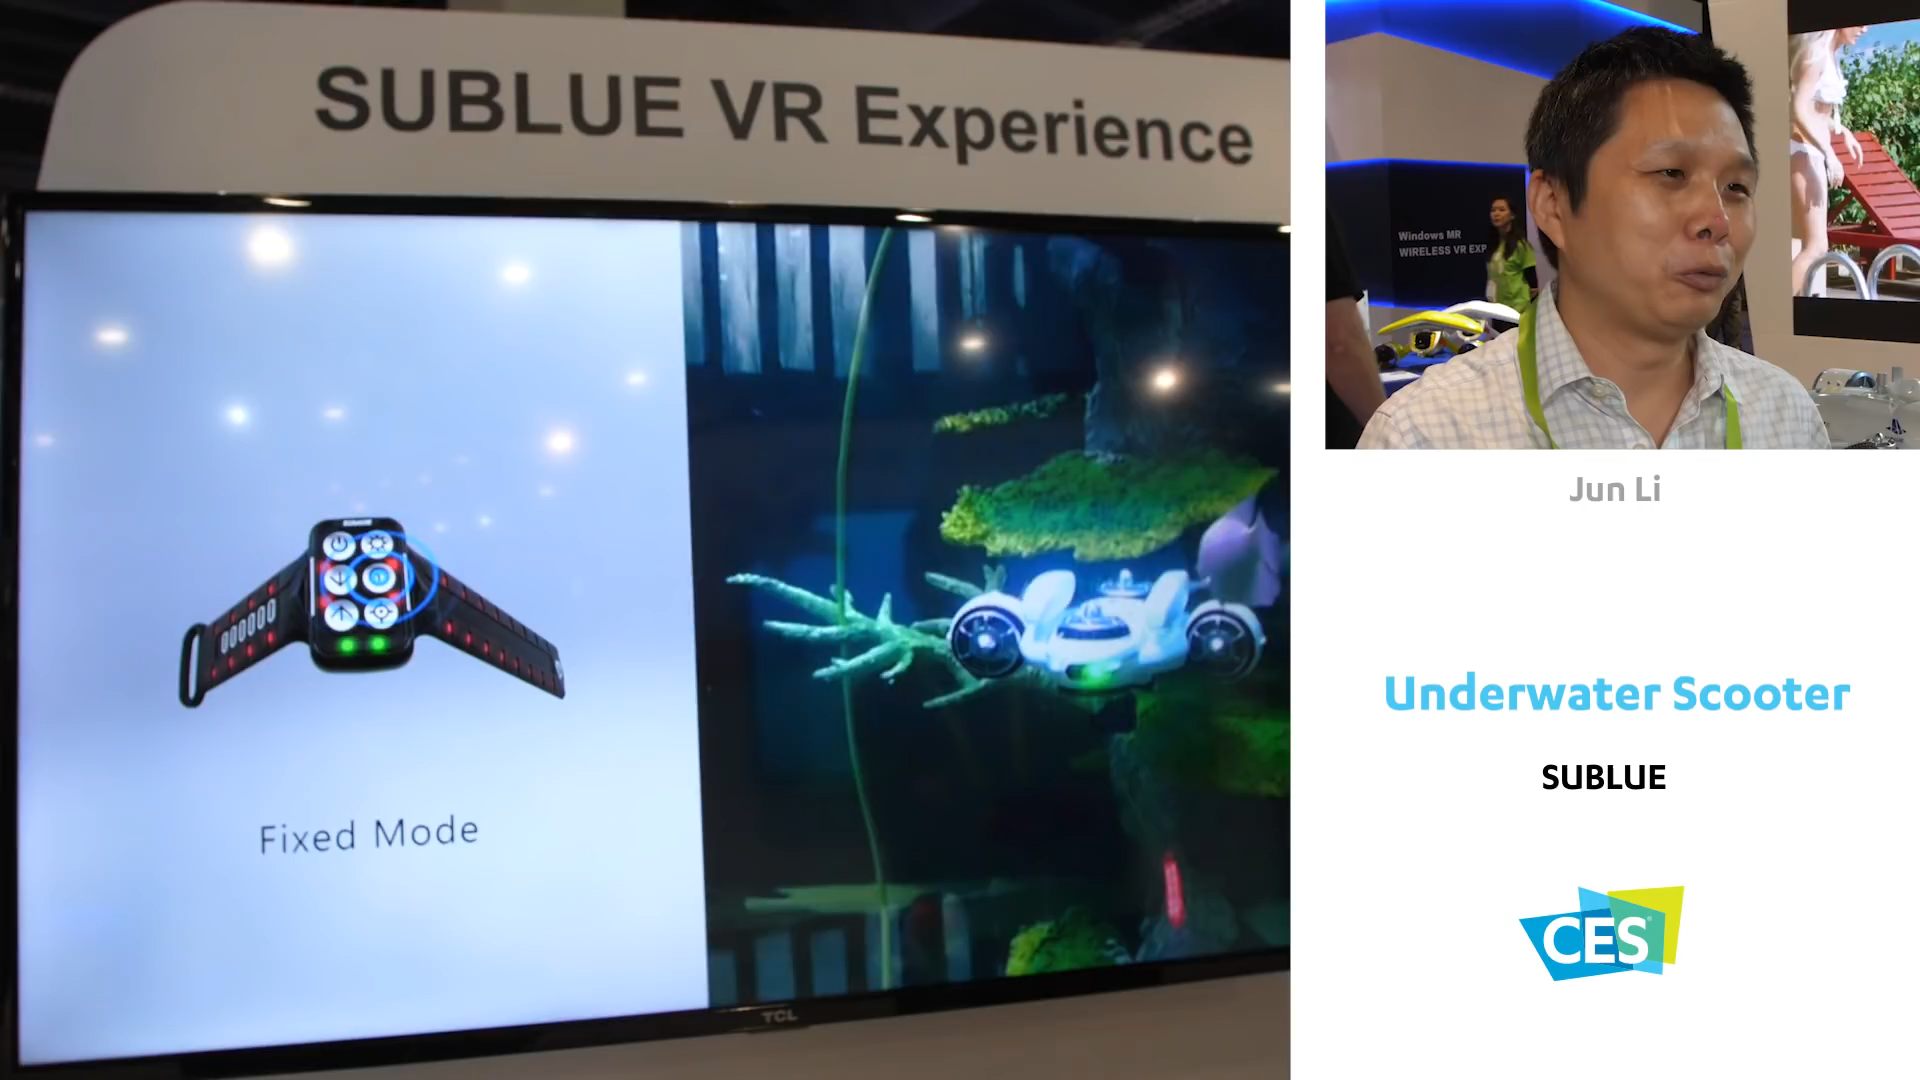 SUBLUE VR Experience
Fixed Mode
TCL
Windows MR
WIRELESS VR EXP
Jun Li
Underwater Scooter
SUBLUE
CES